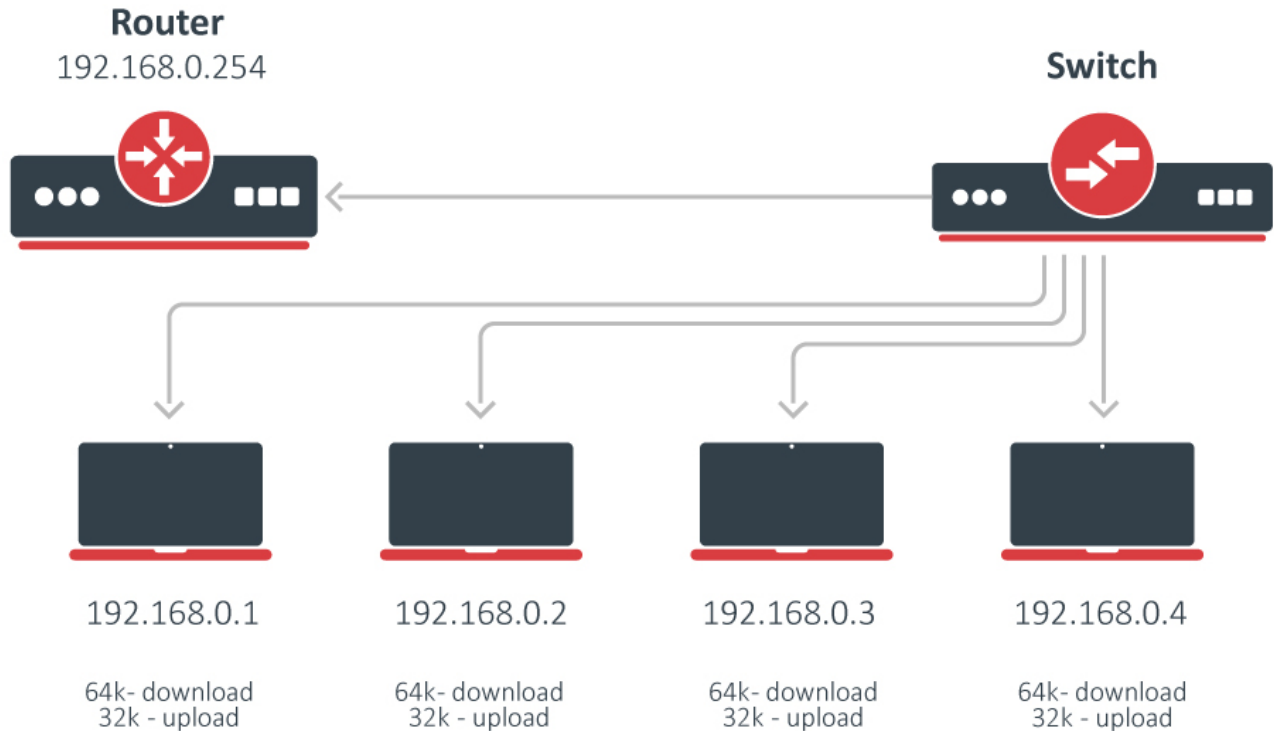 Router
192.168.0.254
Switch
192.168.0.1
192.168.0.2
192.168.0.3
192.168.0.4
64k- download
32k - upload
64k- download
32k - upload
64k- download
32k - upload
64k- download
32k - upload